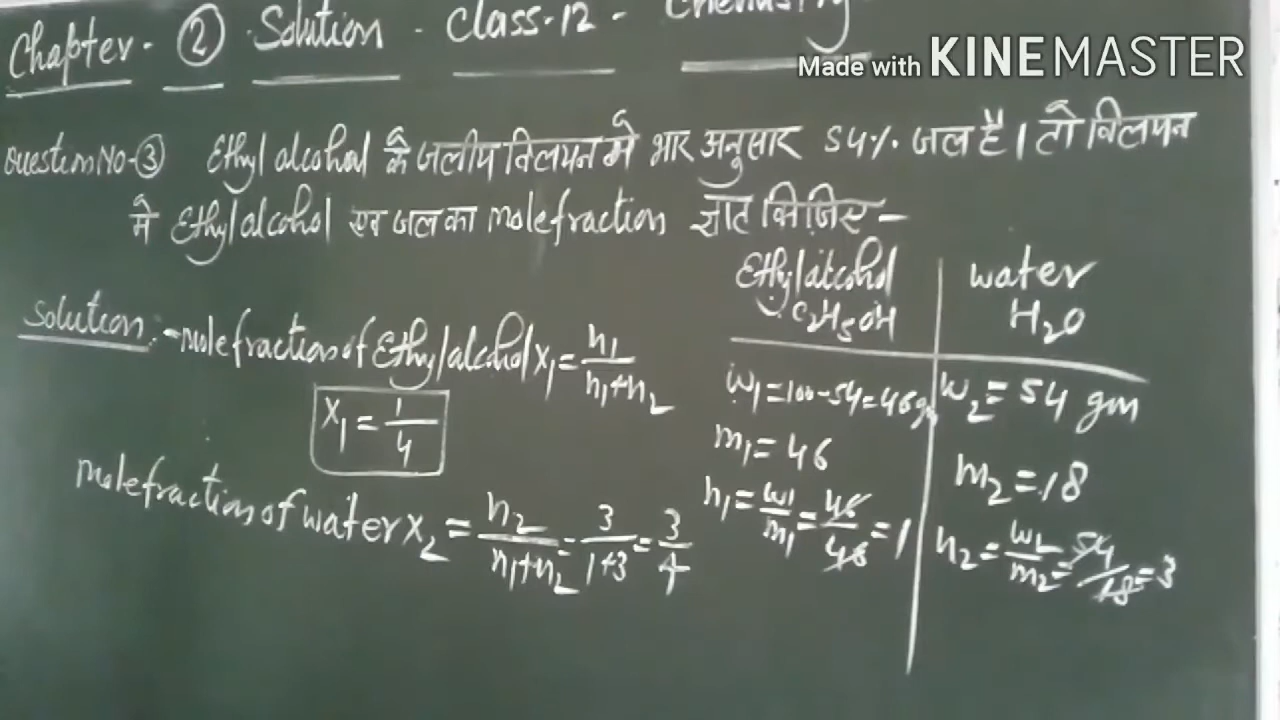 Chapter - ② Solution - Class-12 - Chemistry
Made with KINEMASTER
Question No-③ Ethyl alcohol के जलीय विलयन मे भार अनुसार 54% जल है। तो विलयन
मे Ethyl alcohol एव जल का molefraction ज्ञात किजिए -
Solution :- mole fraction of Ethyl alcohol x₁ = n₁/(n₁+n₂)
x₁ = 1/4
mole fraction of water x₂ = n₂/(n₁+n₂) = 3/(1+3) = 3/4
Ethyl alcohol
C₂H₅OH
w₁ = 100-54 = 46 gm
m₁ = 46
n₁ = w₁/m₁ = 46/46 = 1
water
H₂O
w₂ = 54 gm
m₂ = 18
n₂ = w₂/m₂ = 54/18 = 3